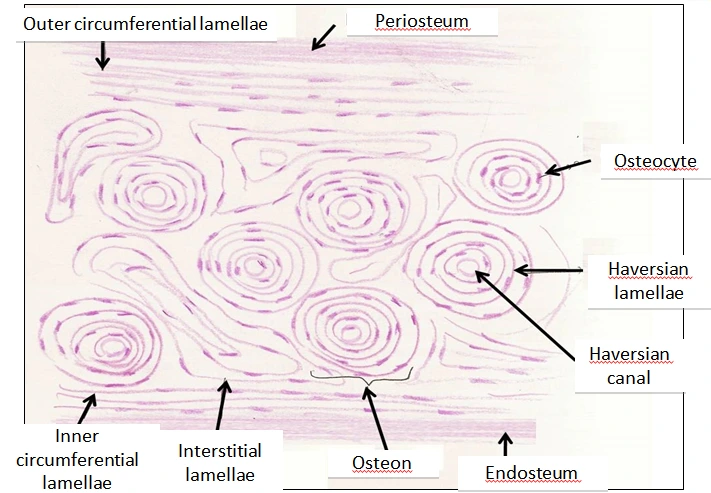 Outer circumferential lamellae
Periosteum
Osteocyte
Haversian
lamellae
Haversian
canal
Inner
circumferential
lamellae
Interstitial
lamellae
Osteon
Endosteum